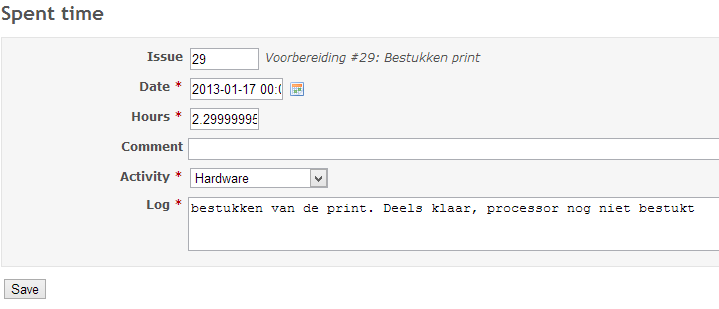 Spent time
Issue 29 Voorbereiding #29: Bestukken print
Date * 2013-01-17 00:0
Hours * 2.29999995
Comment
Activity * Hardware
Log * bestukken van de print. Deels klaar, processor nog niet bestukt
Save